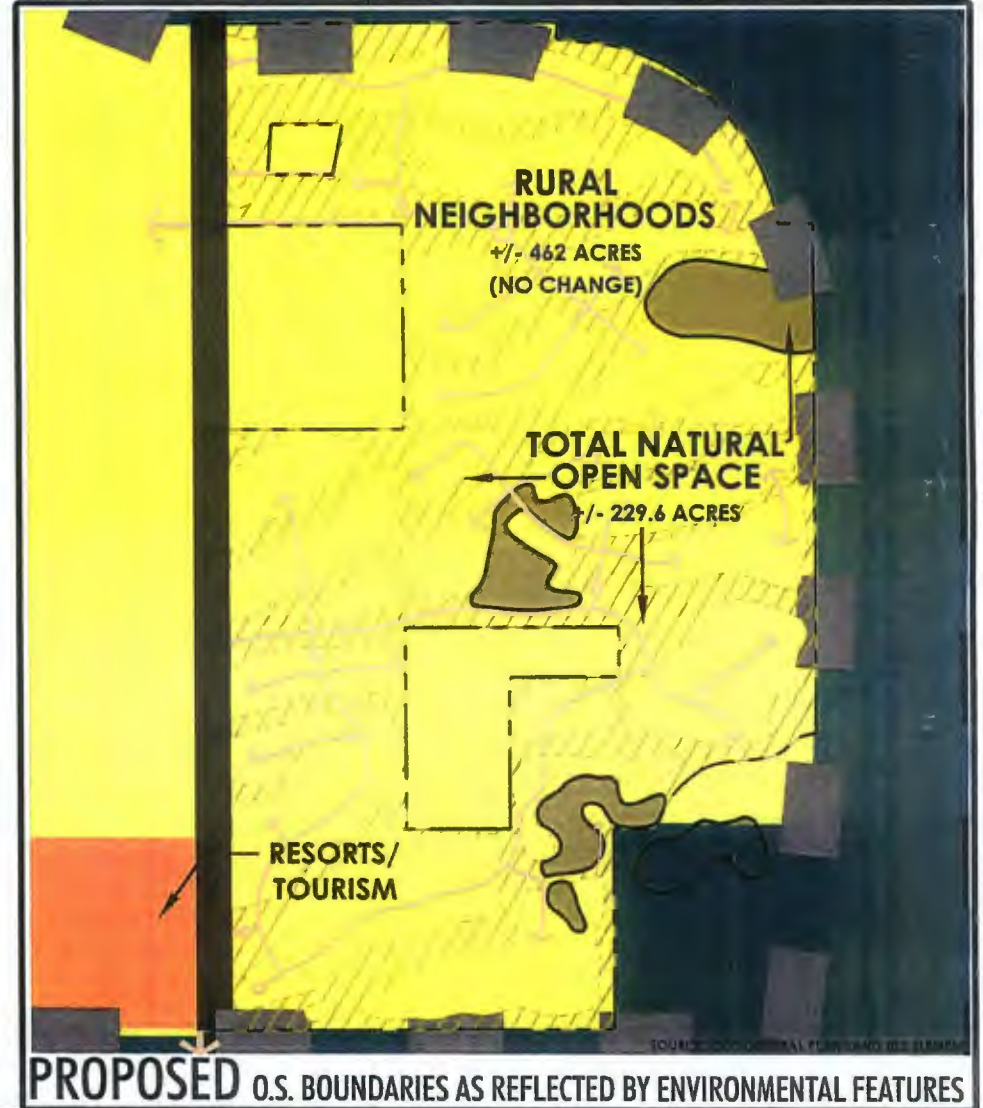 RURAL
NEIGHBORHOODS
+/- 462 ACRES
(NO CHANGE)
TOTAL NATURAL
OPEN SPACE
+/- 229.6 ACRES
RESORTS/
TOURISM
PROPOSED O.S. BOUNDARIES AS REFLECTED BY ENVIRONMENTAL FEATURES